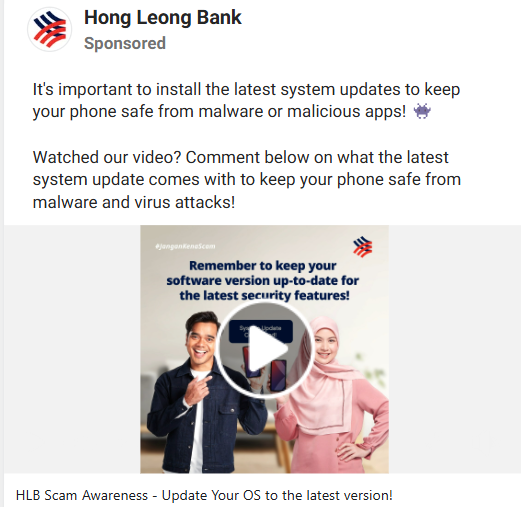 Hong Leong Bank
Sponsored
It's important to install the latest system updates to keep
your phone safe from malware or malicious apps! 👾
Watched our video? Comment below on what the latest
system update comes with to keep your phone safe from
malware and virus attacks!
#JanganKenaScam
Remember to keep your
software version up-to-date for
the latest security features!
Update
HLB Scam Awareness - Update Your OS to the latest version!